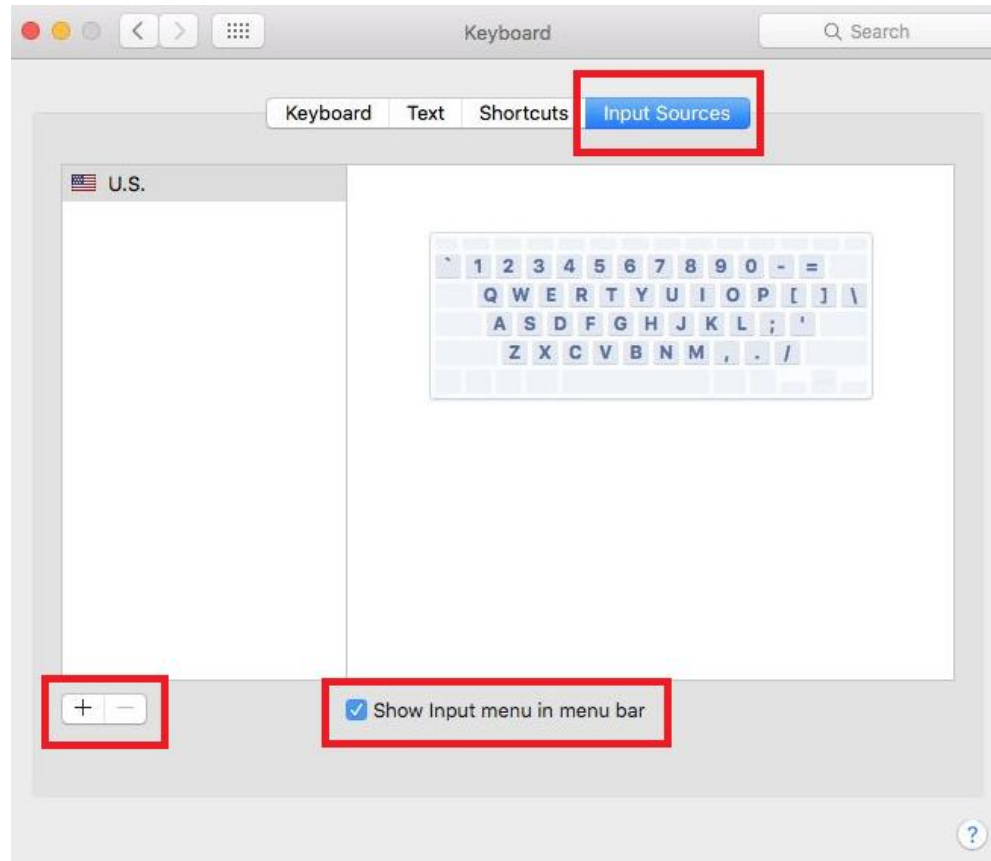 Keyboard
Search
Keyboard Text Shortcuts Input Sources
U.S.
` 1 2 3 4 5 6 7 8 9 0 - =
Q W E R T Y U I O P [ ] \
A S D F G H J K L ; '
Z X C V B N M , . /
+ -
Show Input menu in menu bar
?